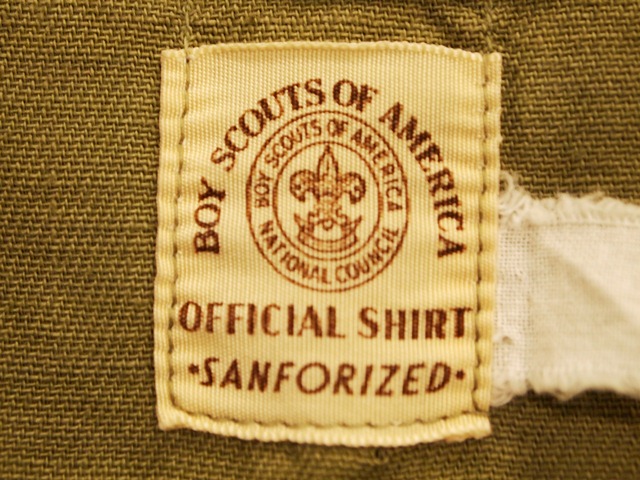 BOY SCOUTS OF AMERICA
BOY SCOUTS OF AMERICA
NATIONAL COUNCIL
OFFICIAL SHIRT
•SANFORIZED•